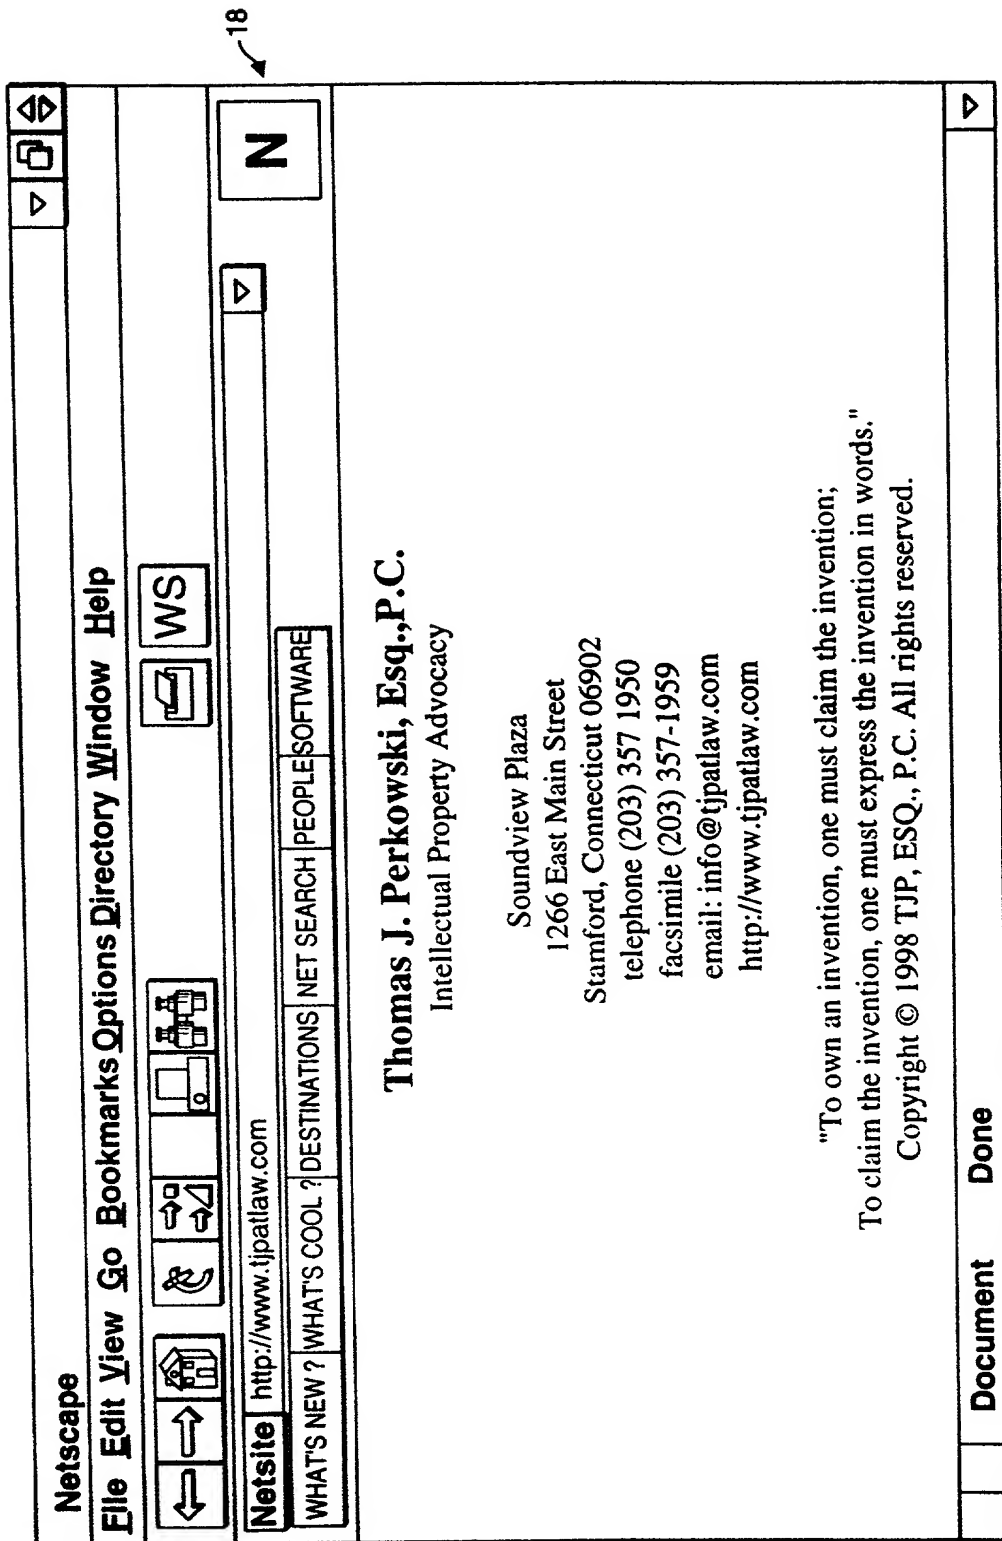 18
Netscape
File Edit View Go Bookmarks Options Directory Window Help
WS
Netsite http://www.tjpatlaw.com
N
WHAT'S NEW ? WHAT'S COOL ? DESTINATIONS NET SEARCH PEOPLE SOFTWARE
Thomas J. Perkowski, Esq.,P.C.
Intellectual Property Advocacy
Soundview Plaza
1266 East Main Street
Stamford, Connecticut 06902
telephone (203) 357 1950
facsimile (203) 357-1959
email: info@tjpatlaw.com
http://www.tjpatlaw.com
"To own an invention, one must claim the invention;
To claim the invention, one must express the invention in words."
Copyright © 1998 TJP, ESQ., P.C. All rights reserved.
Document Done